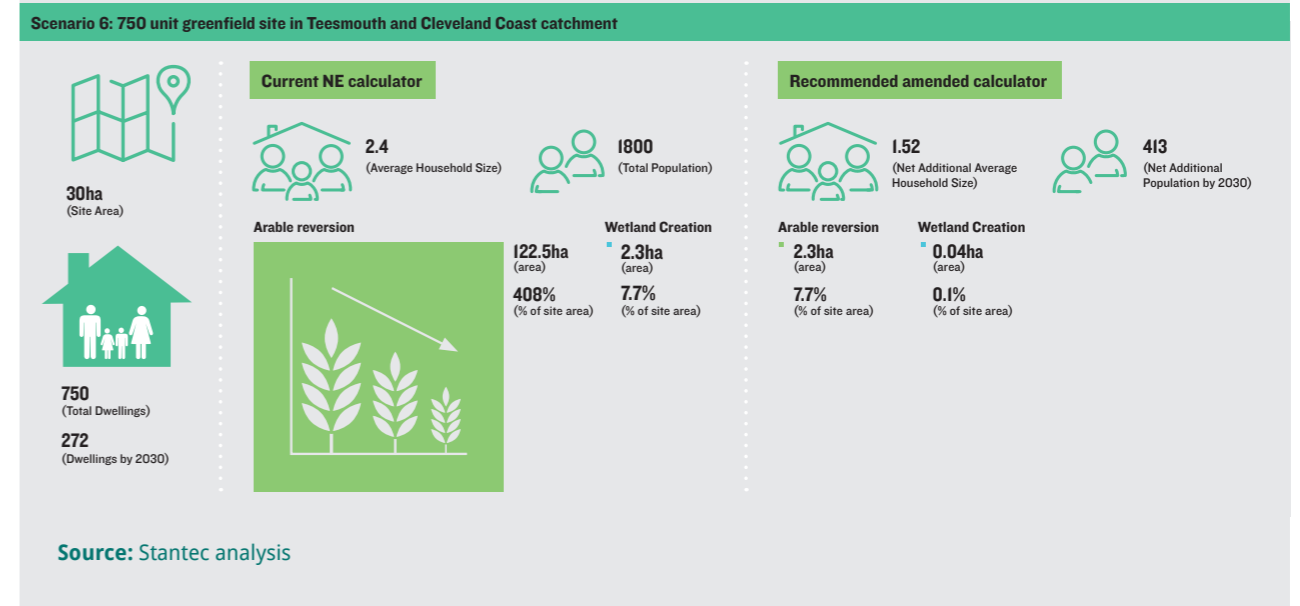 Scenario 6: 750 unit greenfield site in Teesmouth and Cleveland Coast catchment
30ha
(Site Area)
750
(Total Dwellings)
272
(Dwellings by 2030)
Current NE calculator
2.4
(Average Household Size)
1800
(Total Population)
Arable reversion
122.5ha
(area)
408%
(% of site area)
Wetland Creation
2.3ha
(area)
7.7%
(% of site area)
Recommended amended calculator
1.52
(Net Additional Average
Household Size)
413
(Net Additional
Population by 2030)
Arable reversion
2.3ha
(area)
7.7%
(% of site area)
Wetland Creation
0.04ha
(area)
0.1%
(% of site area)
Source: Stantec analysis